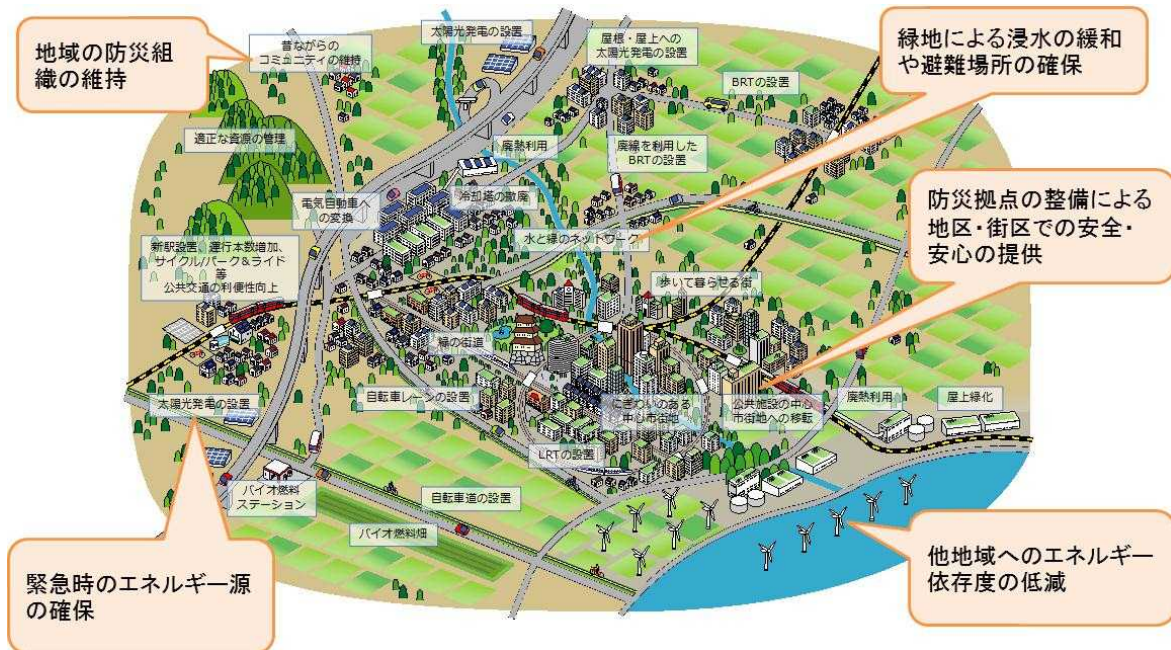 地域の防災組
織の維持
昔ながらの
コミュニティの維持
太陽光発電の設置
屋根・屋上への
太陽光発電の設置
BRTの設置
緑地による浸水の緩和
や避難場所の確保
適正な資源の管理
廃熱利用
廃線を利用した
BRTの設置
電気自動車へ
の変換
冷却塔の撤廃
水と緑のネットワーク
防災拠点の整備による
地区・街区での安全・
安心の提供
新駅設置、運行本数増加、
サイクル/パーク&ライド
等
公共交通の利便性向上
歩いて暮らせる街
緑の街道
太陽光発電の設置
自転車レーンの設置
にぎわいのある
中心市街地
公共施設の中心
市街地への移転
廃熱利用
屋上緑化
LRTの設置
バイオ燃料
ステーション
自転車道の設置
バイオ燃料畑
緊急時のエネルギー源
の確保
他地域へのエネルギー
依存度の低減